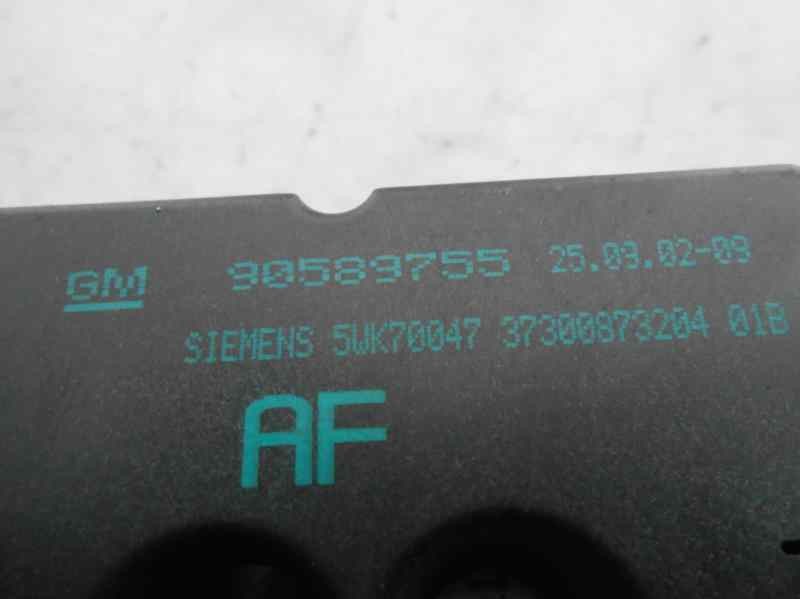 GM 90589755 25.09.02-09
SIEMENS 5WK70047 37300873204 01B
AF